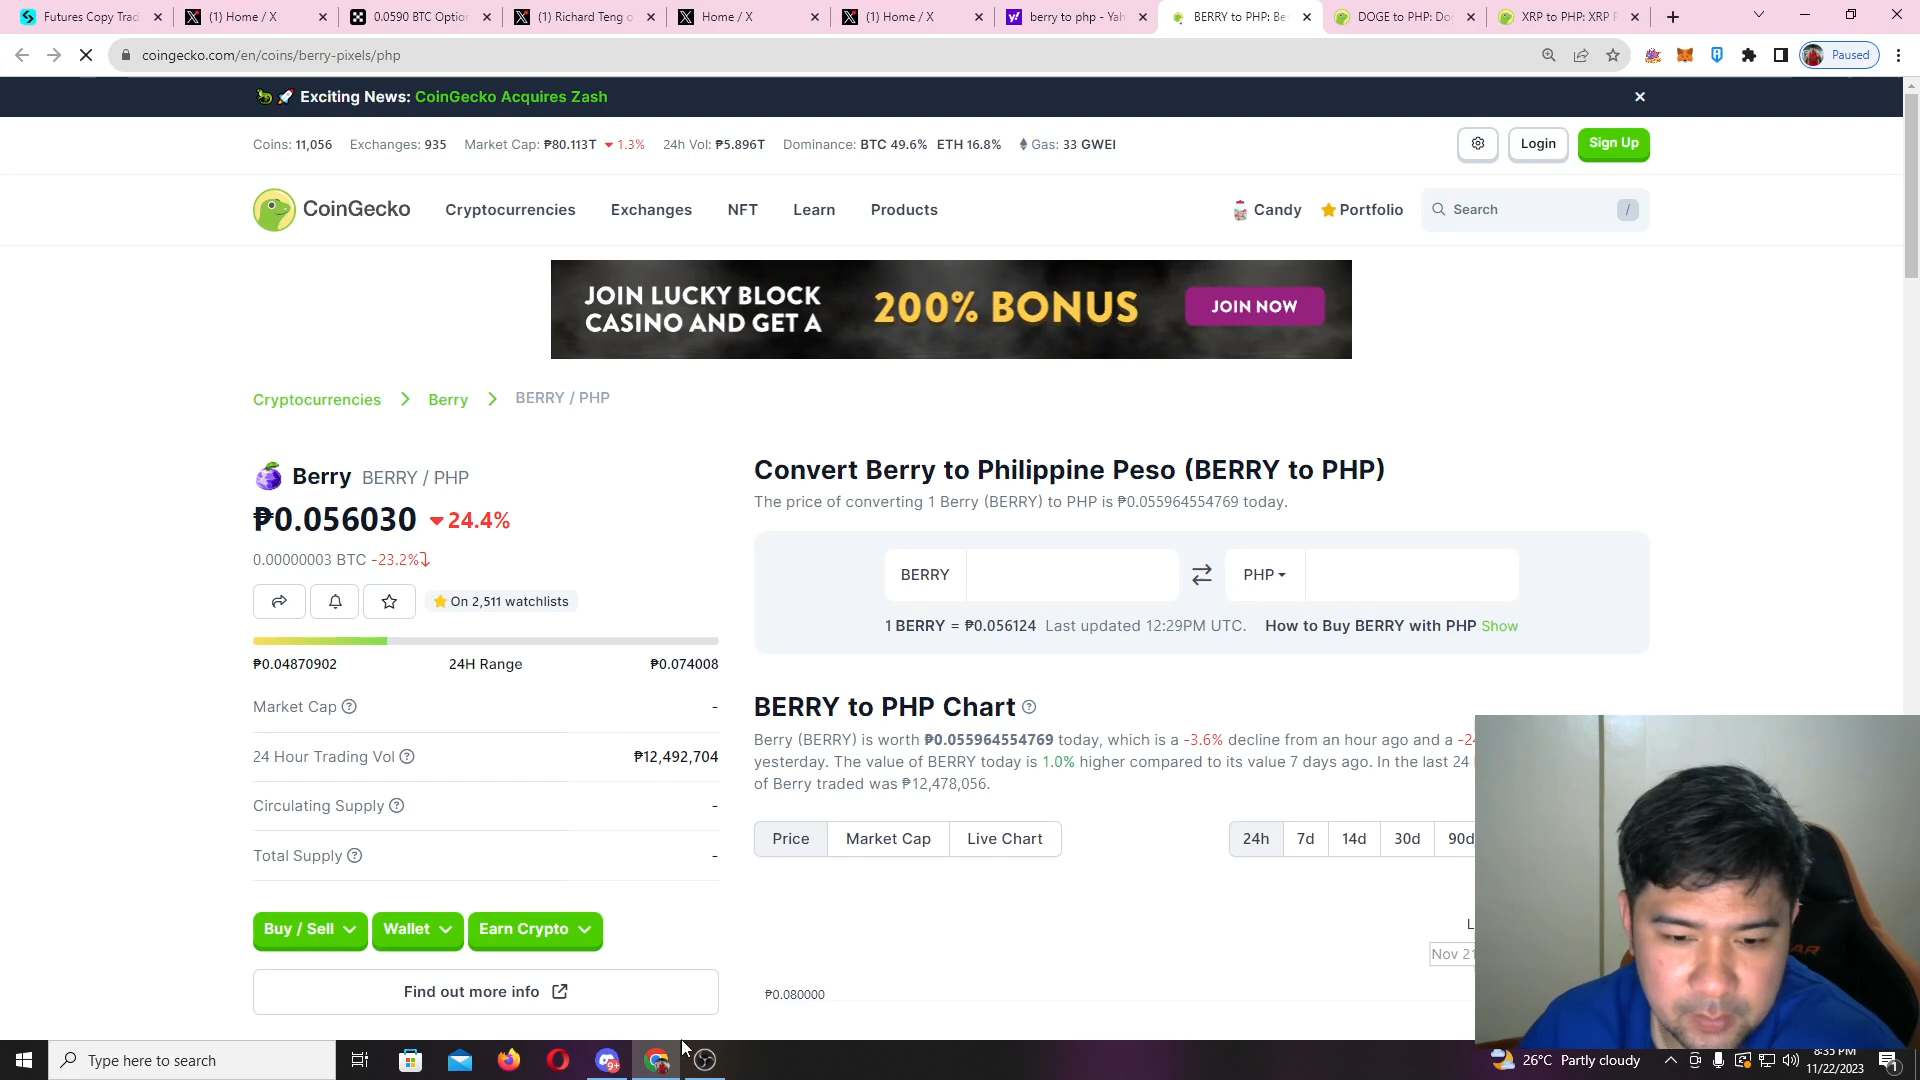 Futures Copy Trad
(1) Home / X
0.0590 BTC Option
(1) Richard Teng o
Home / X
(1) Home / X
berry to php - Yah
BERRY to PHP: Be
DOGE to PHP: Do
XRP to PHP: XRP P
coingecko.com/en/coins/berry-pixels/php
Paused
Exciting News: CoinGecko Acquires Zash
Coins: 11,056 Exchanges: 935 Market Cap: ₱80.113T 1.3% 24h Vol: ₱5.896T Dominance: BTC 49.6% ETH 16.8% Gas: 33 GWEI
Login
Sign Up
CoinGecko
Cryptocurrencies Exchanges NFT Learn Products
Candy Portfolio
Search /
JOIN LUCKY BLOCK
CASINO AND GET A
200% BONUS
JOIN NOW
Cryptocurrencies > Berry > BERRY / PHP
Berry BERRY / PHP
₱0.056030 24.4%
0.00000003 BTC -23.2%
On 2,511 watchlists
₱0.04870902 24H Range ₱0.074008
Market Cap -
24 Hour Trading Vol ₱12,492,704
Circulating Supply -
Total Supply -
Buy / Sell
Wallet
Earn Crypto
Find out more info
Convert Berry to Philippine Peso (BERRY to PHP)
The price of converting 1 Berry (BERRY) to PHP is ₱0.055964554769 today.
BERRY
PHP
1 BERRY = ₱0.056124 Last updated 12:29PM UTC. How to Buy BERRY with PHP Show
BERRY to PHP Chart
Berry (BERRY) is worth ₱0.055964554769 today, which is a -3.6% decline from an hour ago and a
yesterday. The value of BERRY today is 1.0% higher compared to its value 7 days ago. In the last 24
of Berry traded was ₱12,478,056.
Price Market Cap Live Chart
24h 7d 14d 30d 90d
Nov 21
₱0.080000
Type here to search
9+
26°C Partly cloudy
8:35 PM
11/22/2023
1